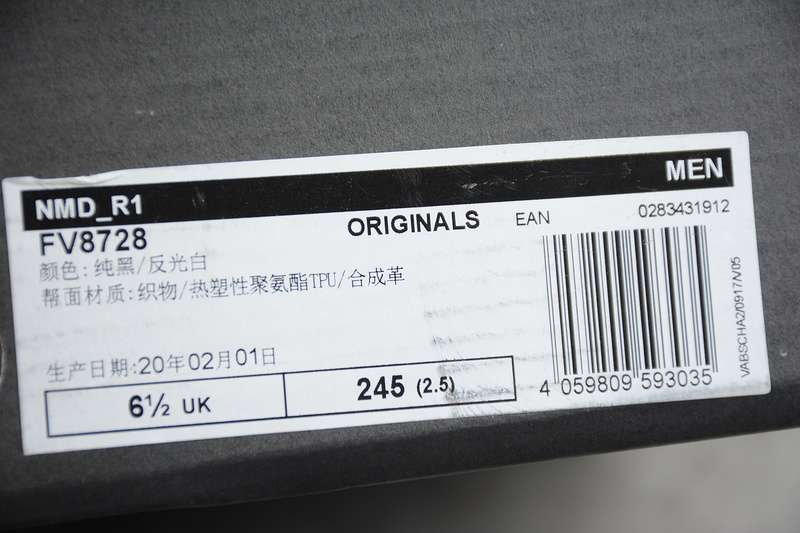 NMD_R1 MEN
FV8728 ORIGINALS EAN 0283431912
颜色: 纯黑/反光白
帮面材质: 织物/热塑性聚氨酯TPU/合成革
生产日期:20年02月01日
6½ UK 245 (2.5)
4 059809 593035
VABSCHA2/0917/V05